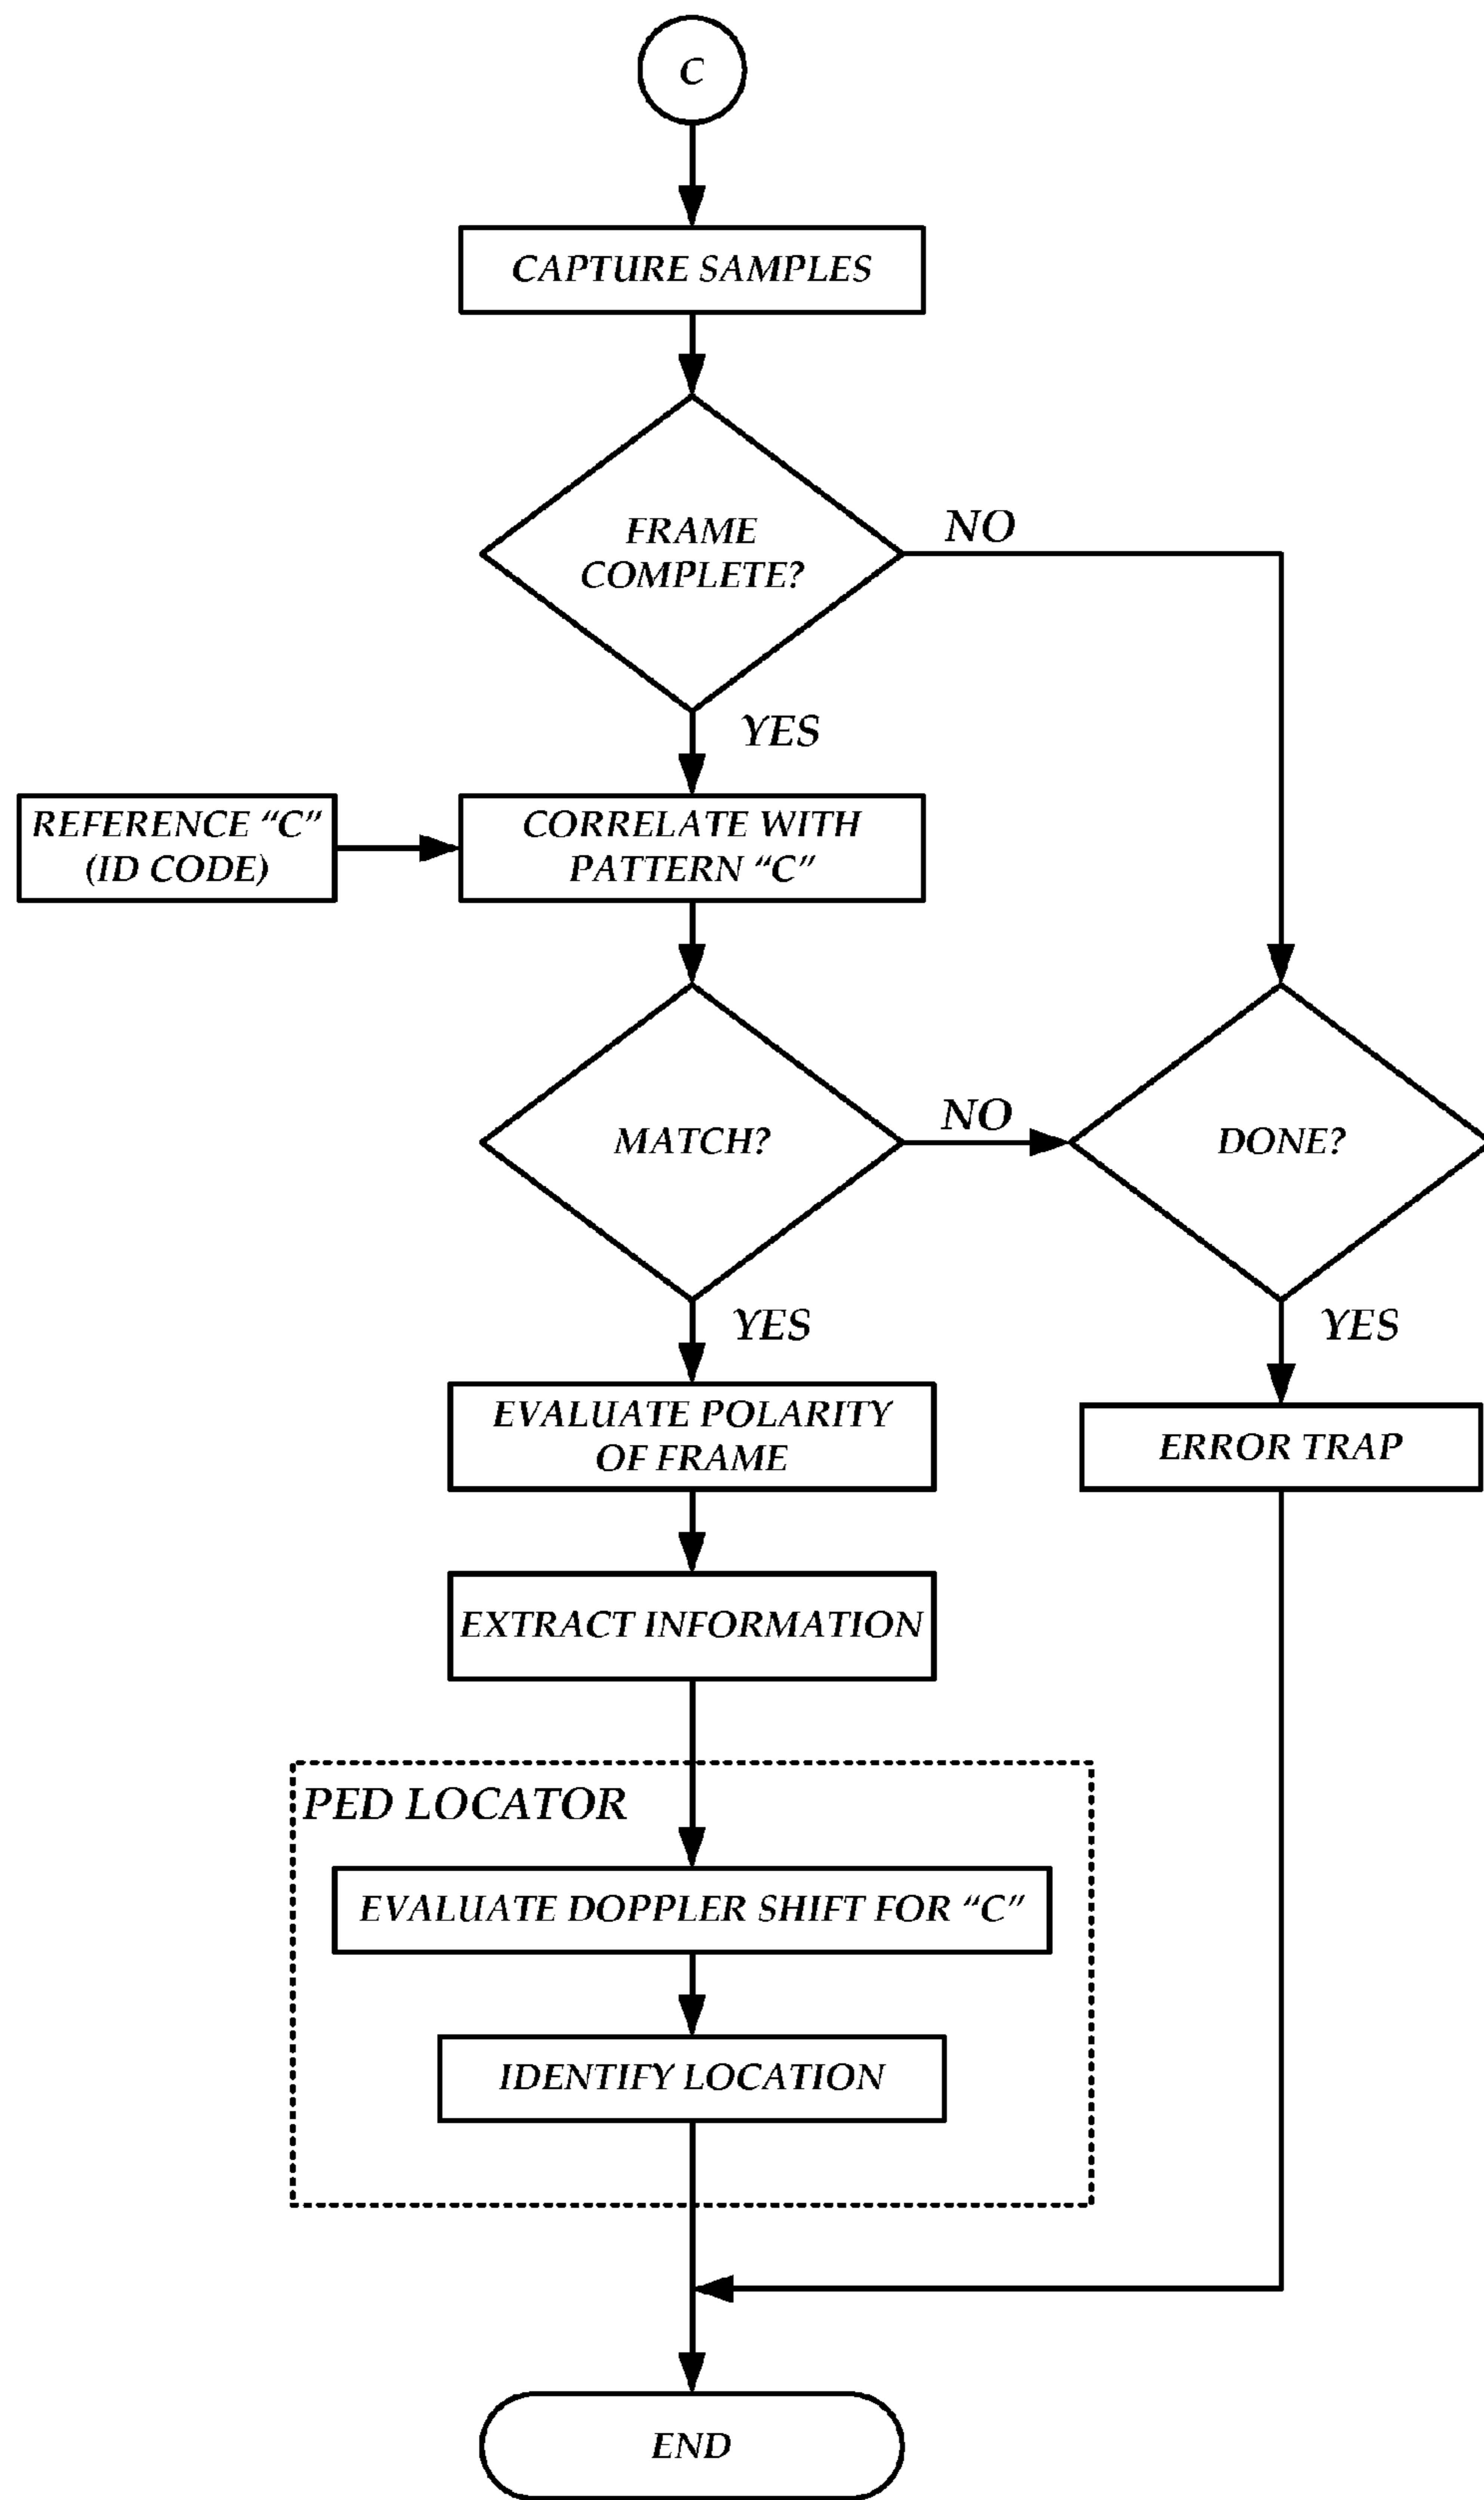 C
CAPTURE SAMPLES
FRAME
COMPLETE?
NO
YES
REFERENCE “C”
(ID CODE)
CORRELATE WITH
PATTERN “C”
MATCH?
NO
DONE?
YES
YES
EVALUATE POLARITY
OF FRAME
ERROR TRAP
EXTRACT INFORMATION
PED LOCATOR
EVALUATE DOPPLER SHIFT FOR “C”
IDENTIFY LOCATION
END